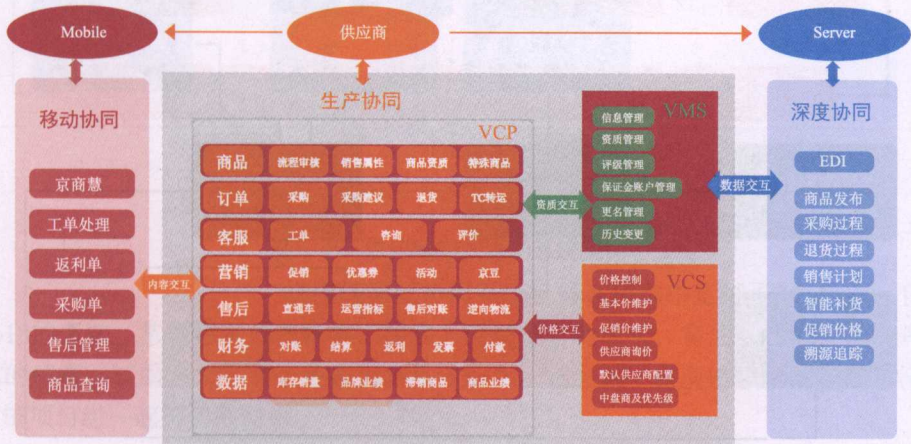 Mobile
供应商
Server
移动协同
京商慧
工单处理
返利单
采购单
售后管理
商品查询
内容交互
生产协同
VCP
商品 流程审核 销售属性 商品资质 特殊商品
订单 采购 采购建议 退货 TC转运
客服 工单 咨询 评价
营销 促销 优惠券 活动 京豆
售后 直通车 运营指标 售后对账 逆向物流
财务 对账 结算 返利 发票 付款
数据 库存销量 品牌业绩 滞销商品 商品业绩
资质交互
价格交互
VMS
信息管理
资质管理
评级管理
保证金账户管理
更名管理
历史变更
VCS
价格控制
基本价维护
促销价维护
供应商询价
默认供应商配置
中盘商及优先级
数据交互
深度协同
EDI
商品发布
采购过程
退货过程
销售计划
智能补货
促销价格
溯源追踪